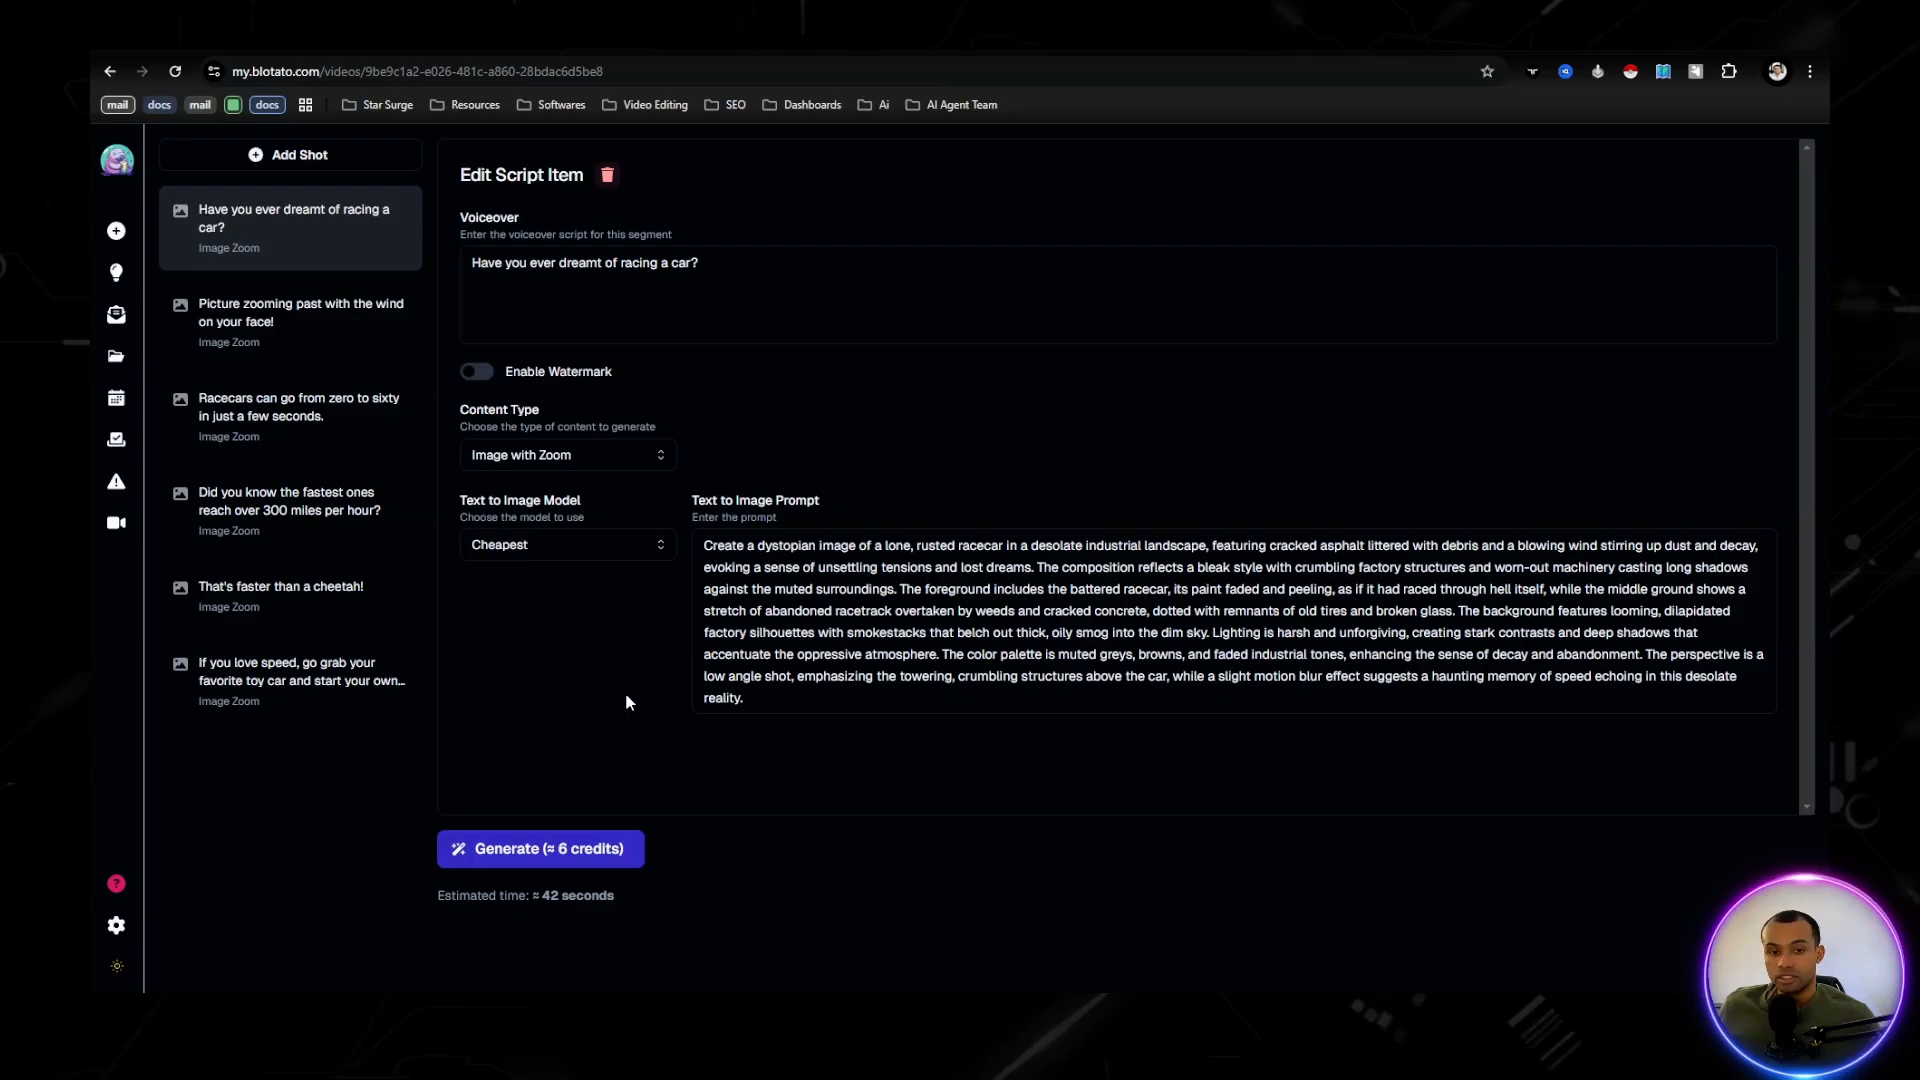 my.blotato.com/videos/9be9c1a2-e026-481c-a860-28bdac6d5be8
mail docs mail docs Star Surge Resources Softwares Video Editing SEO Dashboards Ai AI Agent Team
Add Shot
Have you ever dreamt of racing a
car?
Image Zoom
Picture zooming past with the wind
on your face!
Image Zoom
Racecars can go from zero to sixty
in just a few seconds.
Image Zoom
Did you know the fastest ones
reach over 300 miles per hour?
Image Zoom
That's faster than a cheetah!
Image Zoom
If you love speed, go grab your
favorite toy car and start your own...
Image Zoom
Edit Script Item
Voiceover
Enter the voiceover script for this segment
Have you ever dreamt of racing a car?
Enable Watermark
Content Type
Choose the type of content to generate
Image with Zoom
Text to Image Model
Choose the model to use
Cheapest
Text to Image Prompt
Enter the prompt
Create a dystopian image of a lone, rusted racecar in a desolate industrial landscape, featuring cracked asphalt littered with debris and a blowing wind stirring up dust and decay,
evoking a sense of unsettling tensions and lost dreams. The composition reflects a bleak style with crumbling factory structures and worn-out machinery casting long shadows
against the muted surroundings. The foreground includes the battered racecar, its paint faded and peeling, as if it had raced through hell itself, while the middle ground shows a
stretch of abandoned racetrack overtaken by weeds and cracked concrete, dotted with remnants of old tires and broken glass. The background features looming, dilapidated
factory silhouettes with smokestacks that belch out thick, oily smog into the dim sky. Lighting is harsh and unforgiving, creating stark contrasts and deep shadows that
accentuate the oppressive atmosphere. The color palette is muted greys, browns, and faded industrial tones, enhancing the sense of decay and abandonment. The perspective is a
low angle shot, emphasizing the towering, crumbling structures above the car, while a slight motion blur effect suggests a haunting memory of speed echoing in this desolate
reality.
Generate (≈ 6 credits)
Estimated time: ≈ 42 seconds
?